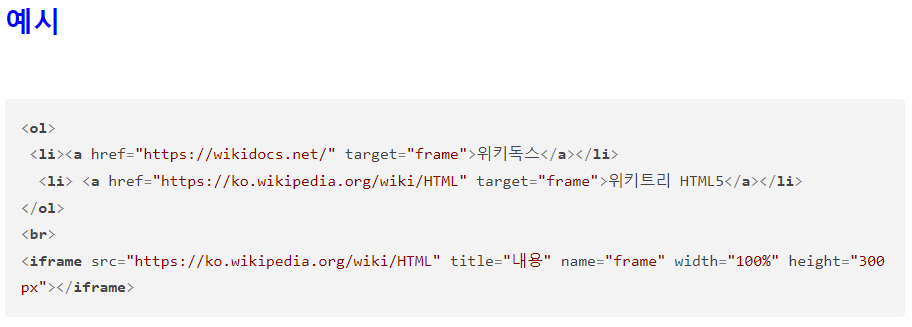 예시
<ol>
<li><a href="https://wikidocs.net/" target="frame">위키독스</a></li>
<li> <a href="https://ko.wikipedia.org/wiki/HTML" target="frame">위키트리 HTML5</a></li>
</ol>
<br>
<iframe src="https://ko.wikipedia.org/wiki/HTML" title="내용" name="frame" width="100%" height="300
px"></iframe>